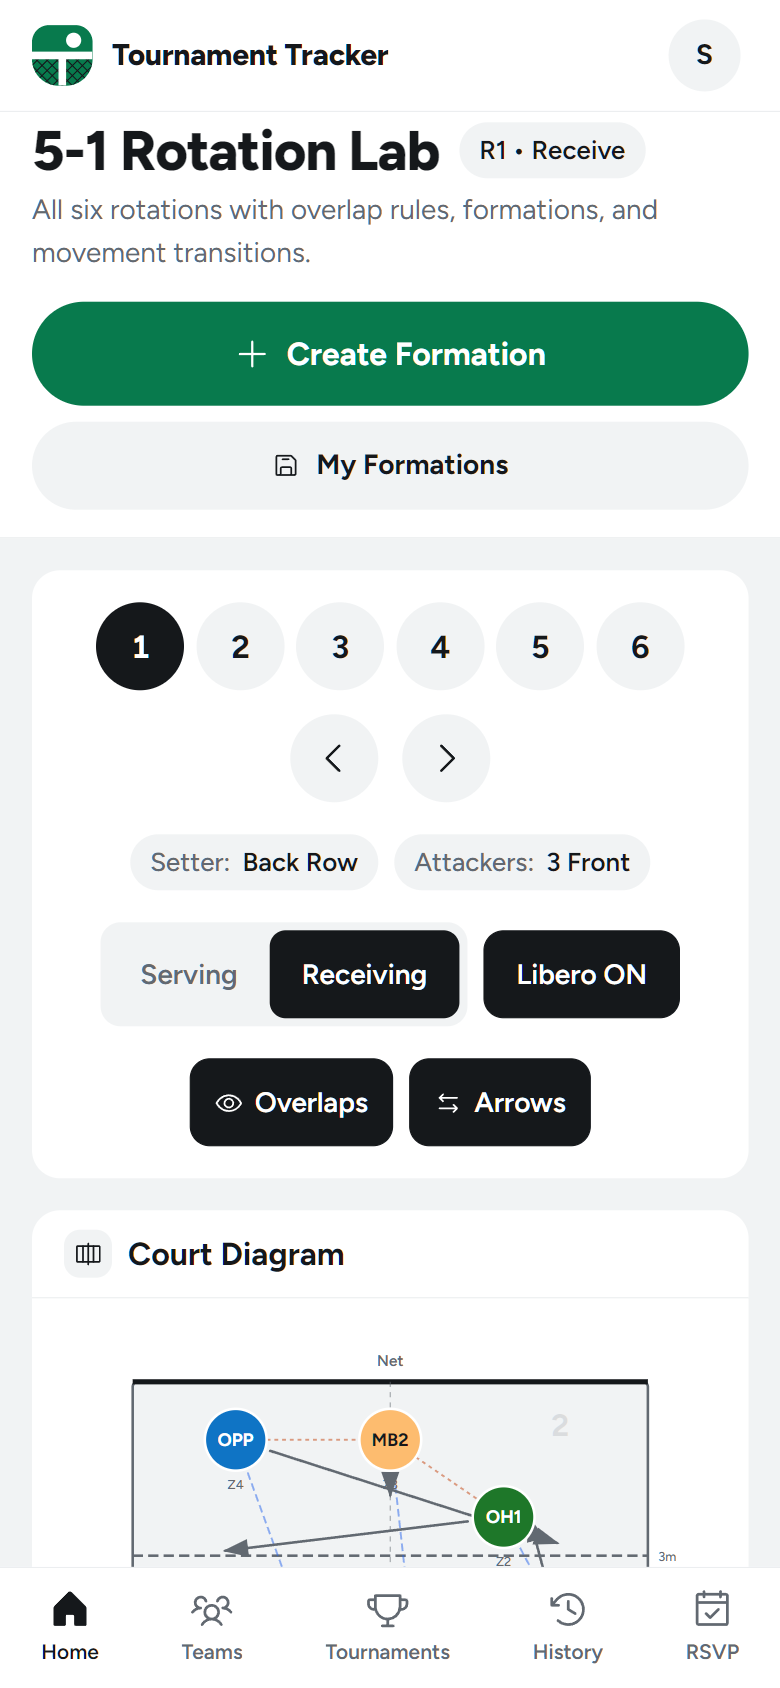 Tournament Tracker
S
5-1 Rotation Lab
R1 • Receive
All six rotations with overlap rules, formations, and
movement transitions.
Create Formation
My Formations
1 2 3 4 5 6
Setter: Back Row
Attackers: 3 Front
Serving
Receiving
Libero ON
Overlaps
Arrows
Court Diagram
Net
2
OPP
MB2
Z4
OH1
Z2
3m
Home
Teams
Tournaments
History
RSVP